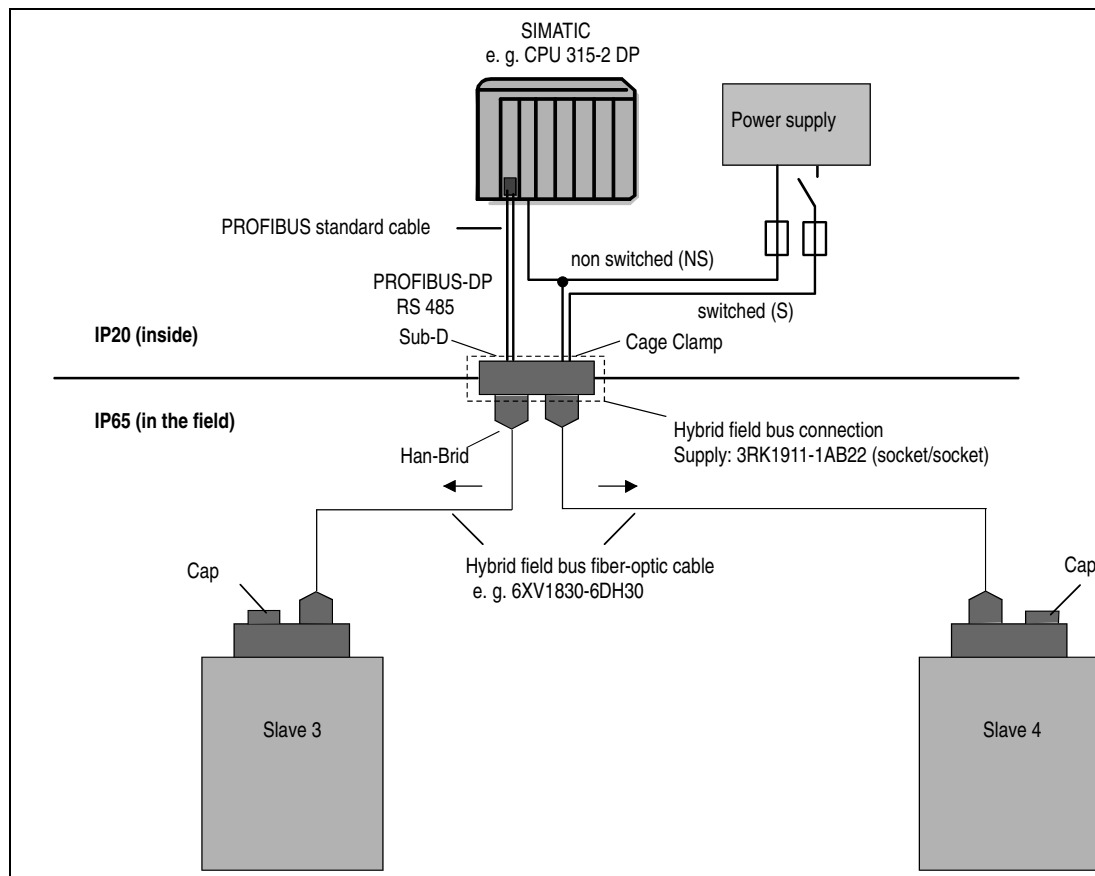 SIMATIC
e. g. CPU 315-2 DP
Power supply
PROFIBUS standard cable
non switched (NS)
PROFIBUS-DP
RS 485
switched (S)
IP20 (inside)
Sub-D
Cage Clamp
IP65 (in the field)
Hybrid field bus connection
Supply: 3RK1911-1AB22 (socket/socket)
Han-Brid
Hybrid field bus fiber-optic cable
e. g. 6XV1830-6DH30
Cap
Cap
Slave 3
Slave 4